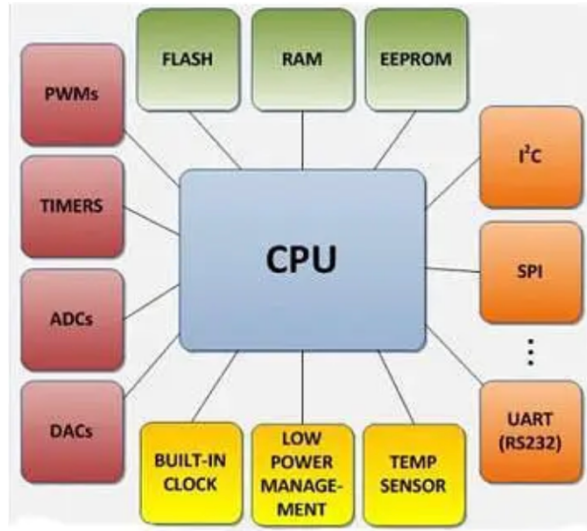 FLASH
RAM
EEPROM
PWMs
I²C
TIMERS
CPU
SPI
ADCs
DACs
BUILT-IN
CLOCK
LOW
POWER
MANAGE-
MENT
TEMP
SENSOR
UART
(RS232)